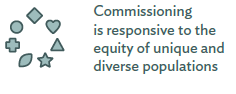 Commissioning
is responsive to the
equity of unique and
diverse populations